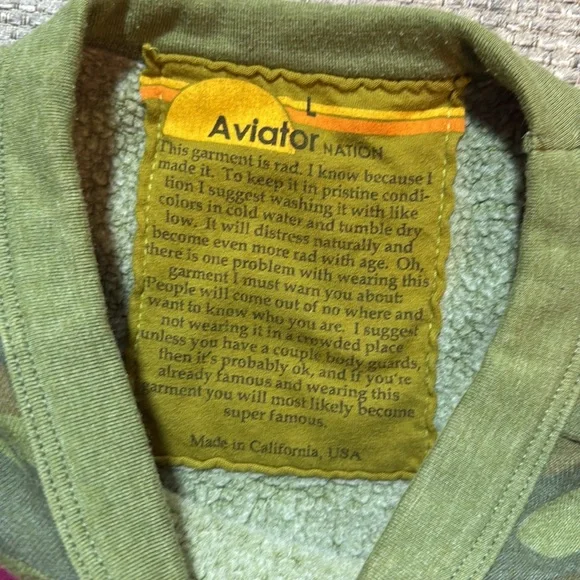 L
Aviator NATION
This garment is rad. I know because I
made it. To keep it in pristine condi-
tion I suggest washing it with like
colors in cold water and tumble dry
low. It will distress naturally and
become even more rad with age. Oh,
there is one problem with wearing this
garment I must warn you about:
People will come out of no where and
want to know who you are. I suggest
not wearing it in a crowded place
unless you have a couple body guards,
then it's probably ok, and if you're
already famous and wearing this
garment you will most likely become
super famous.
Made in California, USA